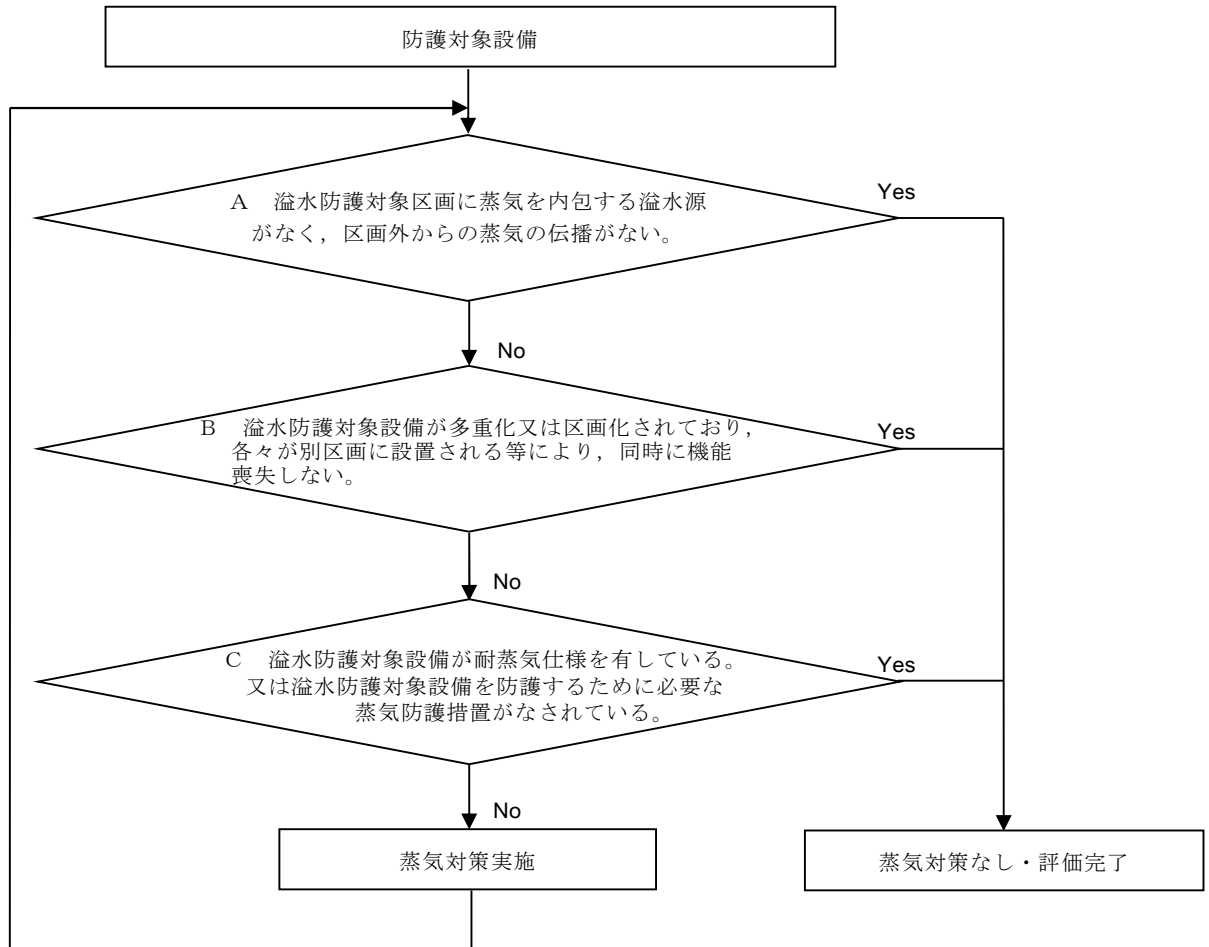 防護対象設備
A　溢水防護対象区画に蒸気を内包する溢水源
がなく，区画外からの蒸気の伝播がない。
Yes
No
B　溢水防護対象設備が多重化又は区画化されており，
各々が別区画に設置される等により，同時に機能
喪失しない。
Yes
No
C　溢水防護対象設備が耐蒸気仕様を有している。
又は溢水防護対象設備を防護するために必要な
蒸気防護措置がなされている。
Yes
No
蒸気対策実施
蒸気対策なし・評価完了